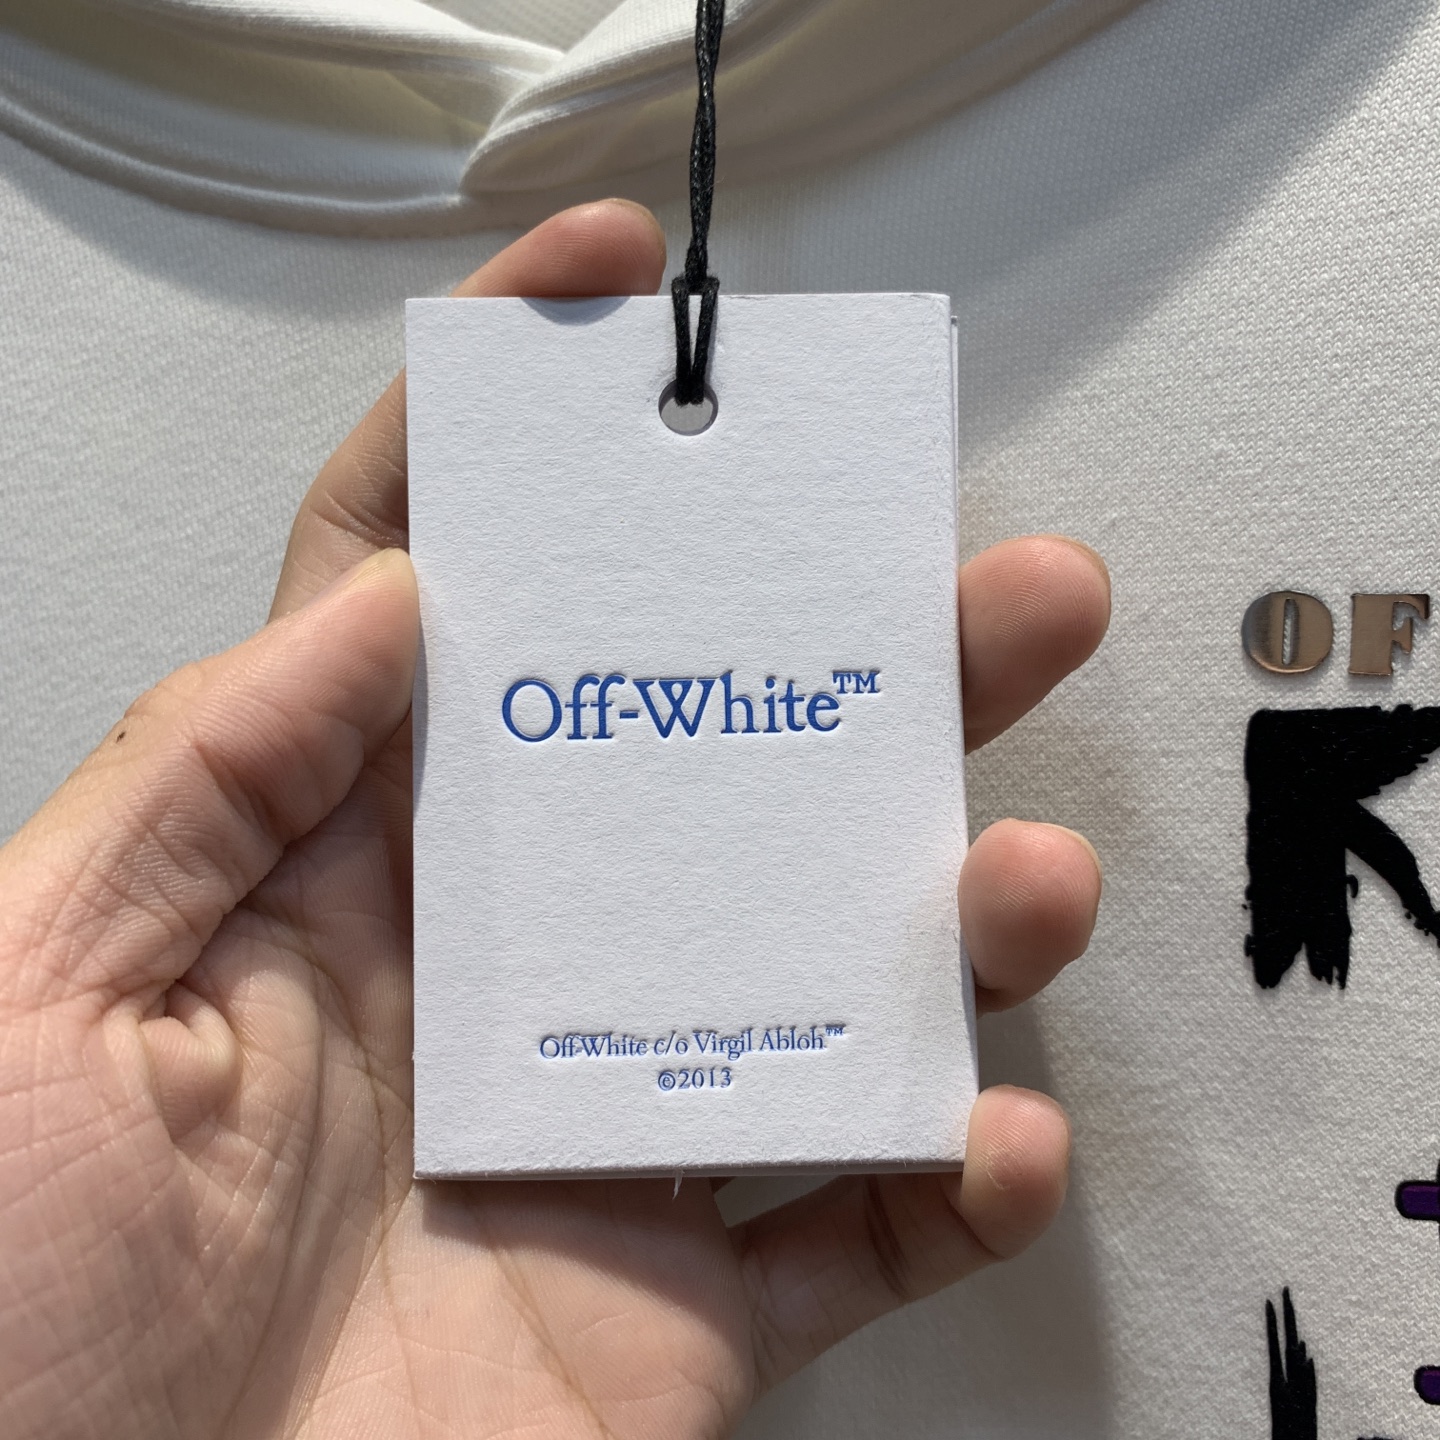 Off-White™
Off-White c/o Virgil Abloh™
©2013
OF